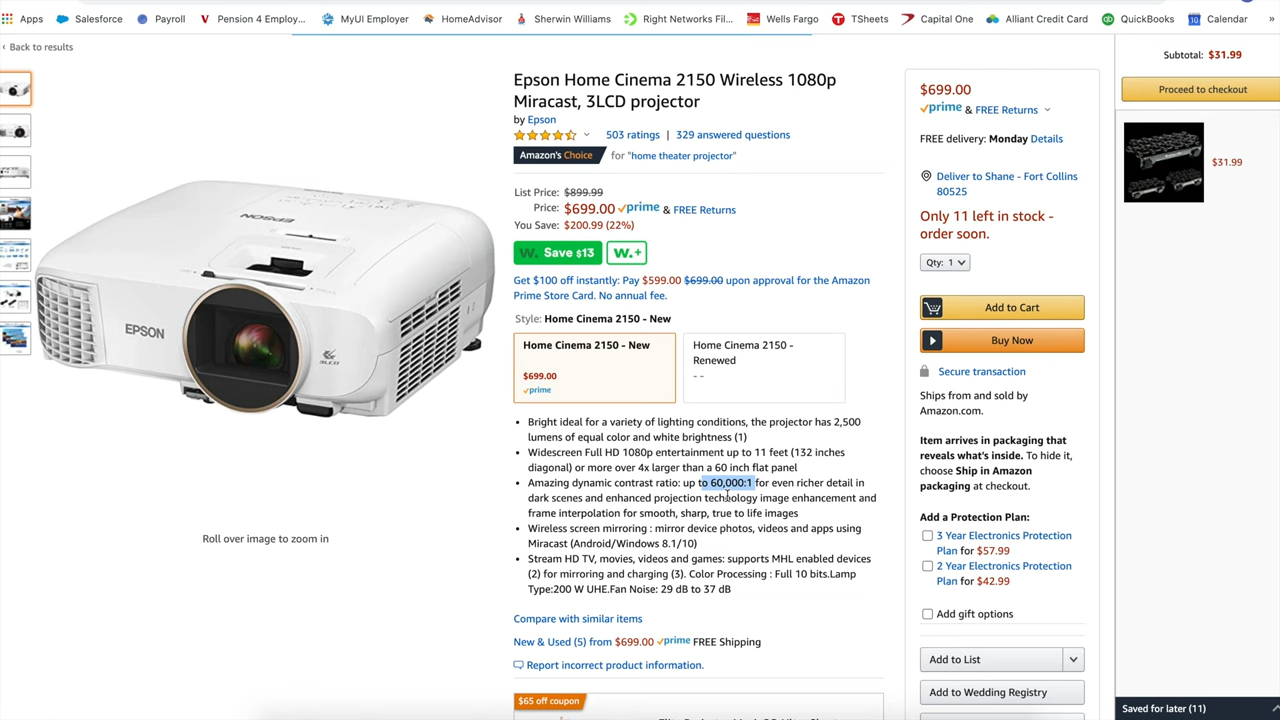 Apps Salesforce Payroll Pension 4 Employ... MyUI Employer HomeAdvisor Sherwin Williams Right Networks Fil... Wells Fargo TSheets Capital One Alliant Credit Card QuickBooks Calendar »
‹ Back to results
Epson Home Cinema 2150 Wireless 1080p
Miracast, 3LCD projector
by Epson
503 ratings | 329 answered questions
Amazon's Choice for "home theater projector"
List Price: $899.99
Price: $699.00 prime & FREE Returns
You Save: $200.99 (22%)
W. Save $13 W.+
Get $100 off instantly: Pay $599.00 $699.00 upon approval for the Amazon
Prime Store Card. No annual fee.
Style: Home Cinema 2150 - New
Home Cinema 2150 - New
$699.00
prime
Home Cinema 2150 -
Renewed
- -
• Bright ideal for a variety of lighting conditions, the projector has 2,500
lumens of equal color and white brightness (1)
• Widescreen Full HD 1080p entertainment up to 11 feet (132 inches
diagonal) or more over 4x larger than a 60 inch flat panel
• Amazing dynamic contrast ratio: up to 60,000:1 for even richer detail in
dark scenes and enhanced projection technology image enhancement and
frame interpolation for smooth, sharp, true to life images
• Wireless screen mirroring : mirror device photos, videos and apps using
Miracast (Android/Windows 8.1/10)
• Stream HD TV, movies, videos and games: supports MHL enabled devices
(2) for mirroring and charging (3). Color Processing : Full 10 bits.Lamp
Type:200 W UHE.Fan Noise: 29 dB to 37 dB
Compare with similar items
New & Used (5) from $699.00 prime FREE Shipping
Report incorrect product information.
$65 off coupon
EPSON
EPSON
3LCD
Roll over image to zoom in
$699.00
prime & FREE Returns
FREE delivery: Monday Details
Deliver to Shane - Fort Collins
80525
Only 11 left in stock -
order soon.
Qty: 1
Add to Cart
Buy Now
Secure transaction
Ships from and sold by
Amazon.com.
Item arrives in packaging that
reveals what's inside. To hide it,
choose Ship in Amazon
packaging at checkout.
Add a Protection Plan:
3 Year Electronics Protection
Plan for $57.99
2 Year Electronics Protection
Plan for $42.99
Add gift options
Add to List
Add to Wedding Registry
Subtotal: $31.99
Proceed to checkout
$31.99
Saved for later (11)